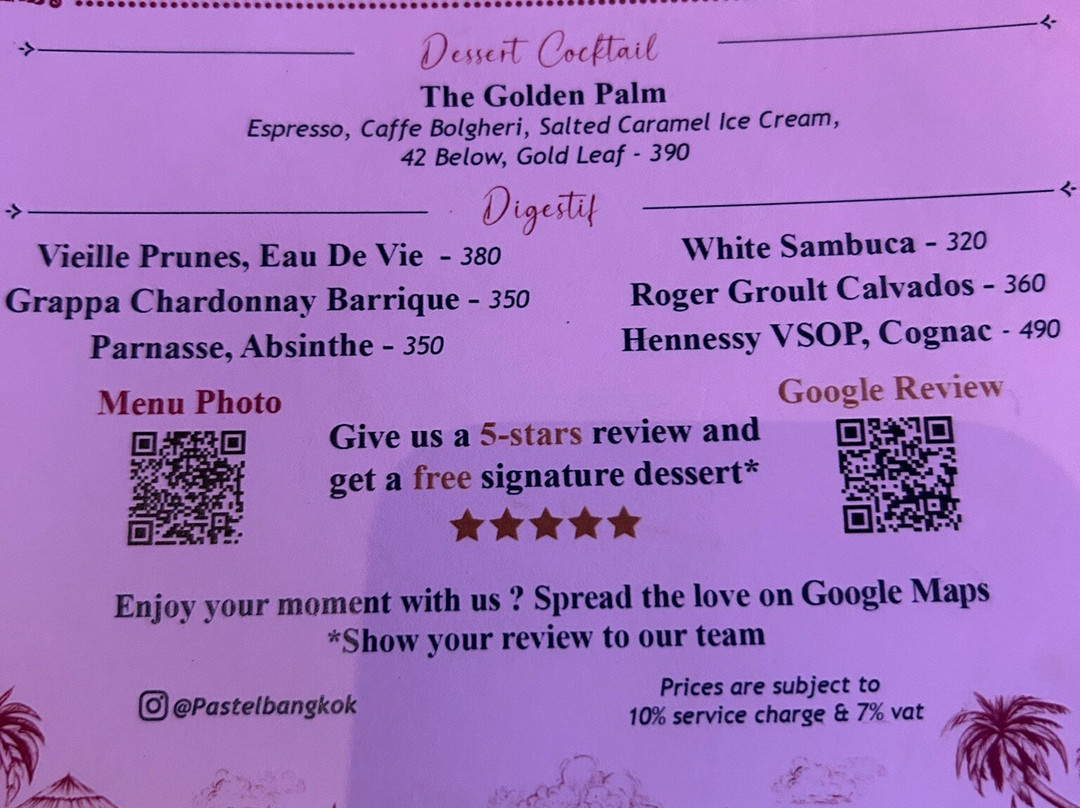 Dessert Cocktail
The Golden Palm
Espresso, Caffe Bolgheri, Salted Caramel Ice Cream,
42 Below, Gold Leaf - 390
Digestif
Vieille Prunes, Eau De Vie - 380
Grappa Chardonnay Barrique - 350
Parnasse, Absinthe - 350
White Sambuca - 320
Roger Groult Calvados - 360
Hennessy VSOP, Cognac - 490
Menu Photo
Give us a 5-stars review and
get a free signature dessert*
Google Review
Enjoy your moment with us ? Spread the love on Google Maps
*Show your review to our team
@Pastelbangkok
Prices are subject to
10% service charge & 7% vat